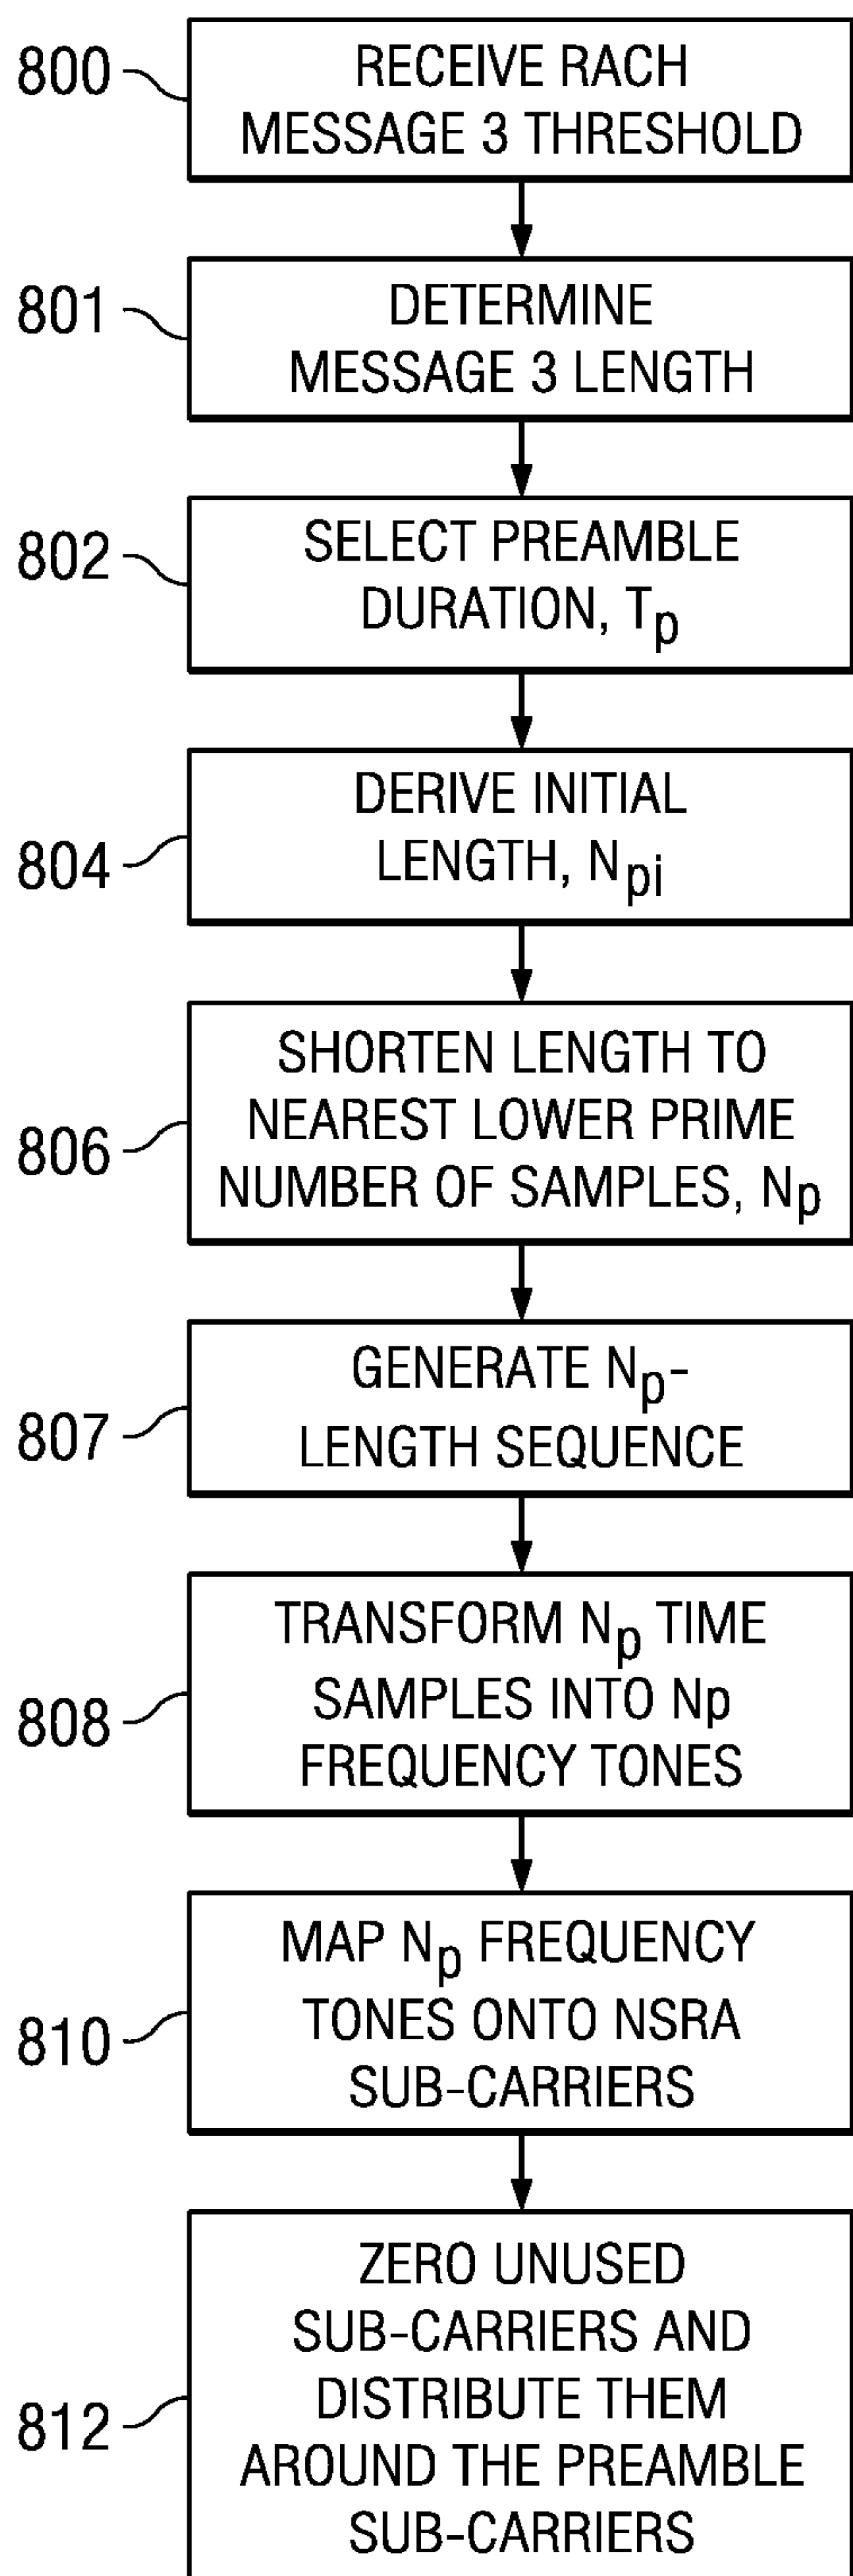 800
RECEIVE RACH
MESSAGE 3 THRESHOLD
801
DETERMINE
MESSAGE 3 LENGTH
802
SELECT PREAMBLE
DURATION, Tp
804
DERIVE INITIAL
LENGTH, Npi
806
SHORTEN LENGTH TO
NEAREST LOWER PRIME
NUMBER OF SAMPLES, Np
807
GENERATE Np-
LENGTH SEQUENCE
808
TRANSFORM Np TIME
SAMPLES INTO Np
FREQUENCY TONES
810
MAP Np FREQUENCY
TONES ONTO NSRA
SUB-CARRIERS
812
ZERO UNUSED
SUB-CARRIERS AND
DISTRIBUTE THEM
AROUND THE PREAMBLE
SUB-CARRIERS